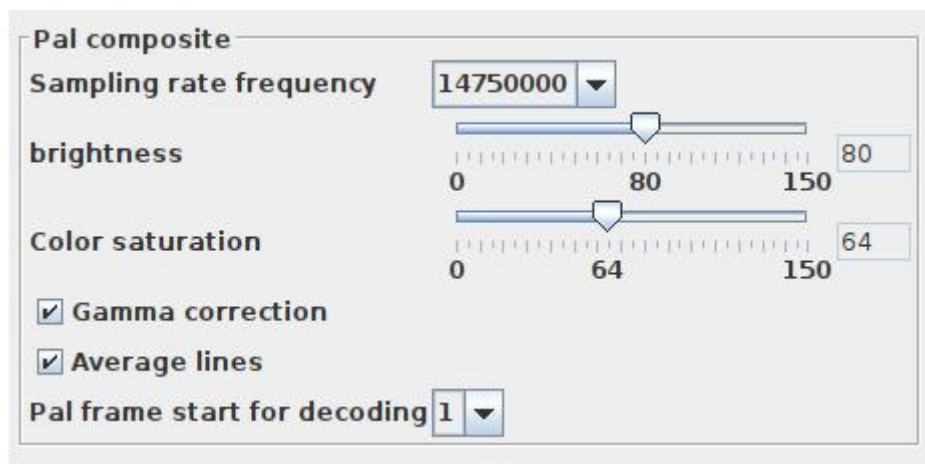 Pal composite
Sampling rate frequency 14750000
brightness 80
0 80 150
Color saturation 64
0 64 150
Gamma correction
Average lines
Pal frame start for decoding 1